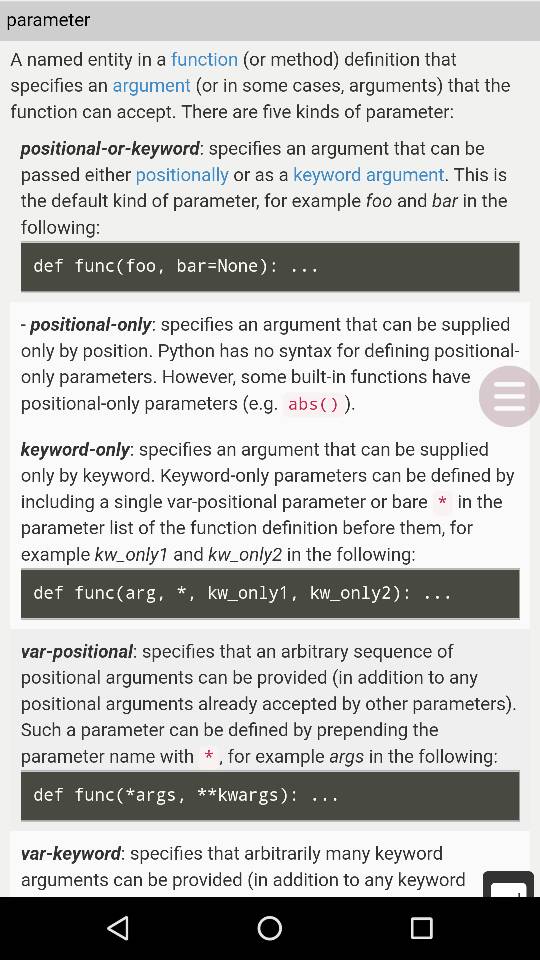 parameter
A named entity in a function (or method) definition that
specifies an argument (or in some cases, arguments) that the
function can accept. There are five kinds of parameter:
positional-or-keyword: specifies an argument that can be
passed either positionally or as a keyword argument. This is
the default kind of parameter, for example foo and bar in the
following:
def func(foo, bar=None): ...
- positional-only: specifies an argument that can be supplied
only by position. Python has no syntax for defining positional-
only parameters. However, some built-in functions have
positional-only parameters (e.g. abs() ).
keyword-only: specifies an argument that can be supplied
only by keyword. Keyword-only parameters can be defined by
including a single var-positional parameter or bare * in the
parameter list of the function definition before them, for
example kw_only1 and kw_only2 in the following:
def func(arg, *, kw_only1, kw_only2): ...
var-positional: specifies that an arbitrary sequence of
positional arguments can be provided (in addition to any
positional arguments already accepted by other parameters).
Such a parameter can be defined by prepending the
parameter name with * , for example args in the following:
def func(*args, **kwargs): ...
var-keyword: specifies that arbitrarily many keyword
arguments can be provided (in addition to any keyword